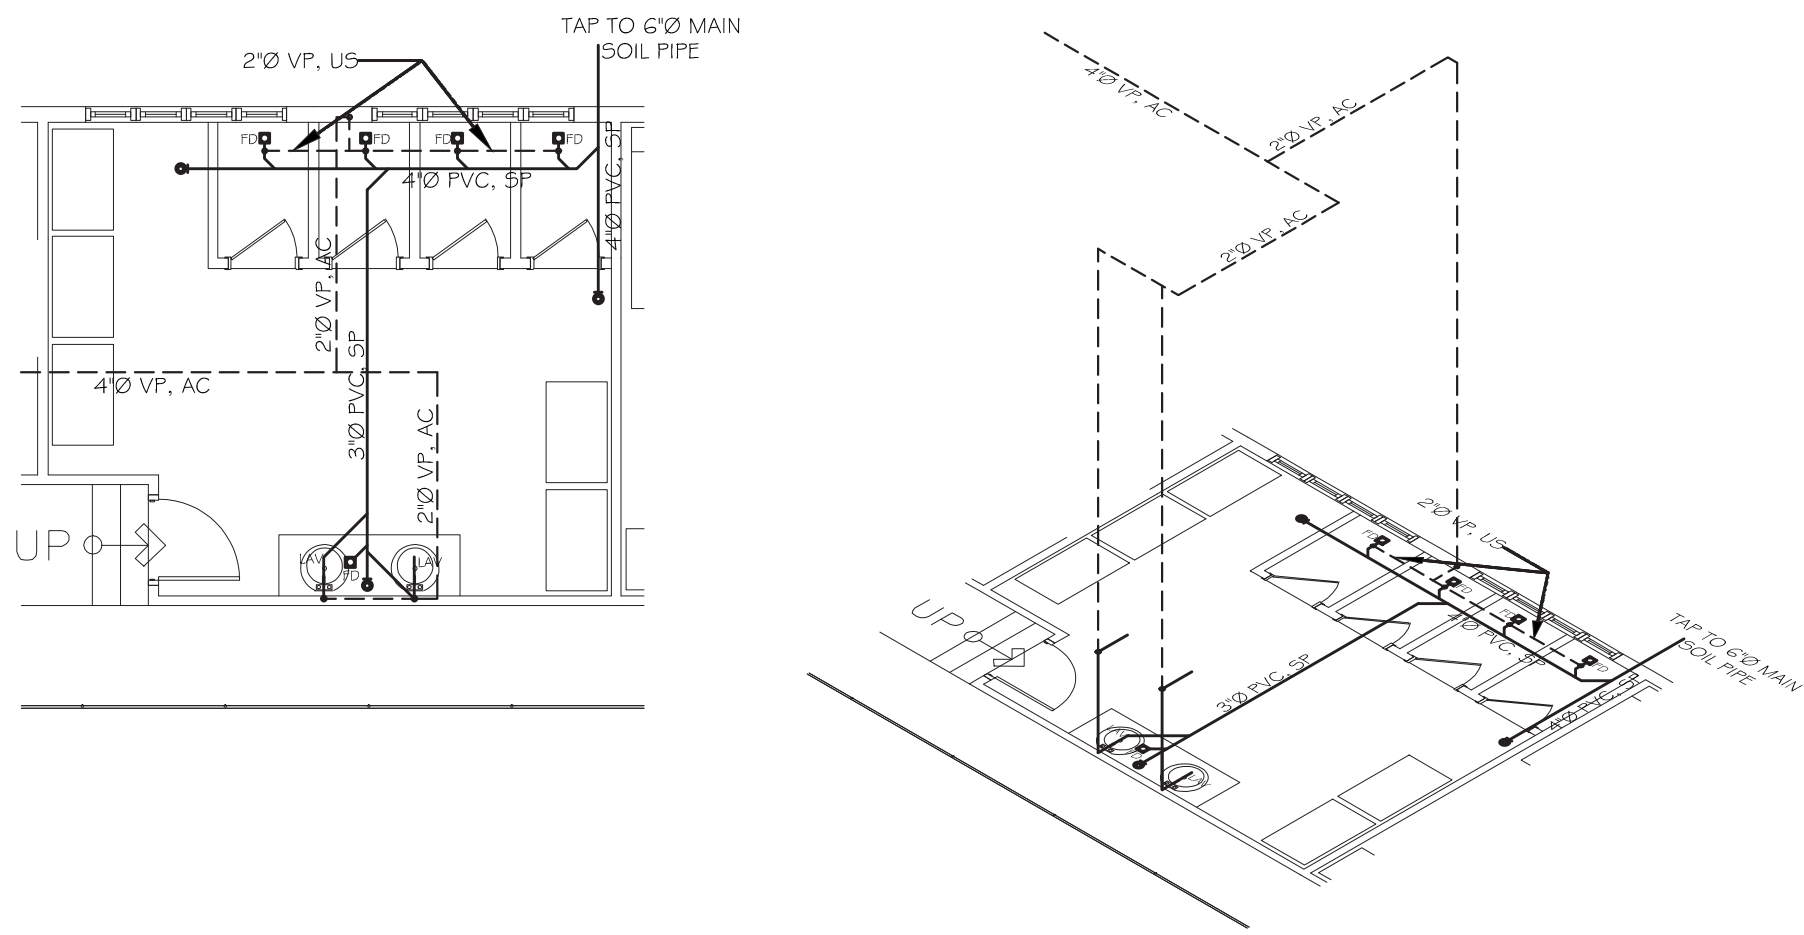 TAP TO 6"Ø MAIN
SOIL PIPE
2"Ø VP, US
FD
FD
FD
FD
4"Ø PVC, SP
4"Ø PVC, SP
2"Ø VP, AC
3"Ø PVC, SP
4"Ø VP, AC
2"Ø VP, AC
UP
LAV
LAV
FD
4"Ø VP, AC
2"Ø VP, AC
2"Ø VP, AC
2"Ø VP, US
FD
FD
FD
FD
4"Ø PVC, SP
TAP TO 6"Ø MAIN
SOIL PIPE
UP
3"Ø PVC, SP
4"Ø PVC, SP
LAV
FD
LAV